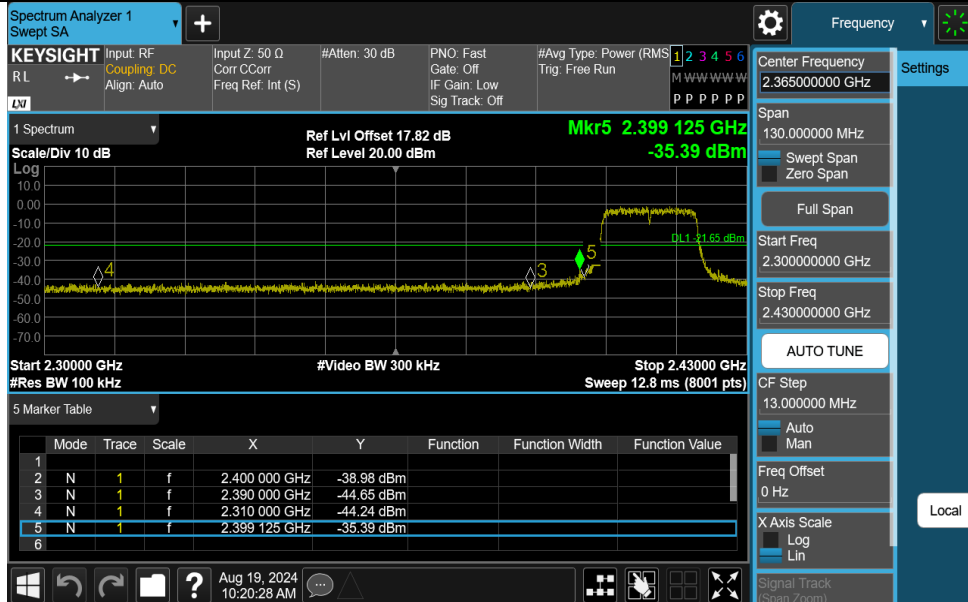 Spectrum Analyzer 1
Swept SA
+
Frequency
KEYSIGHT
RL
LXI
Input: RF
Coupling: DC
Align: Auto
Input Z: 50 Ω
Corr CCorr
Freq Ref: Int (S)
#Atten: 30 dB
PNO: Fast
Gate: Off
IF Gain: Low
Sig Track: Off
#Avg Type: Power (RMS
Trig: Free Run
1 2 3 4 5 6
M W W W W W
P P P P P P
1 Spectrum
Scale/Div 10 dB
Ref Lvl Offset 17.82 dB
Ref Level 20.00 dBm
Mkr5 2.399 125 GHz
-35.39 dBm
Log
10.0
0.00
-10.0
-20.0
-30.0
-40.0
-50.0
-60.0
-70.0
DL1 -21.65 dBm
4
3
5
Start 2.30000 GHz
#Res BW 100 kHz
#Video BW 300 kHz
Stop 2.43000 GHz
Sweep 12.8 ms (8001 pts)
5 Marker Table
Mode Trace Scale X Y Function Function Width Function Value
1
2 N 1 f 2.400 000 GHz -38.98 dBm
3 N 1 f 2.390 000 GHz -44.65 dBm
4 N 1 f 2.310 000 GHz -44.24 dBm
5 N 1 f 2.399 125 GHz -35.39 dBm
6
?
Aug 19, 2024
10:20:28 AM
Center Frequency
2.365000000 GHz
Settings
Span
130.000000 MHz
Swept Span
Zero Span
Full Span
Start Freq
2.300000000 GHz
Stop Freq
2.430000000 GHz
AUTO TUNE
CF Step
13.000000 MHz
Auto
Man
Freq Offset
0 Hz
Local
X Axis Scale
Log
Lin
Signal Track
(Span Zoom)